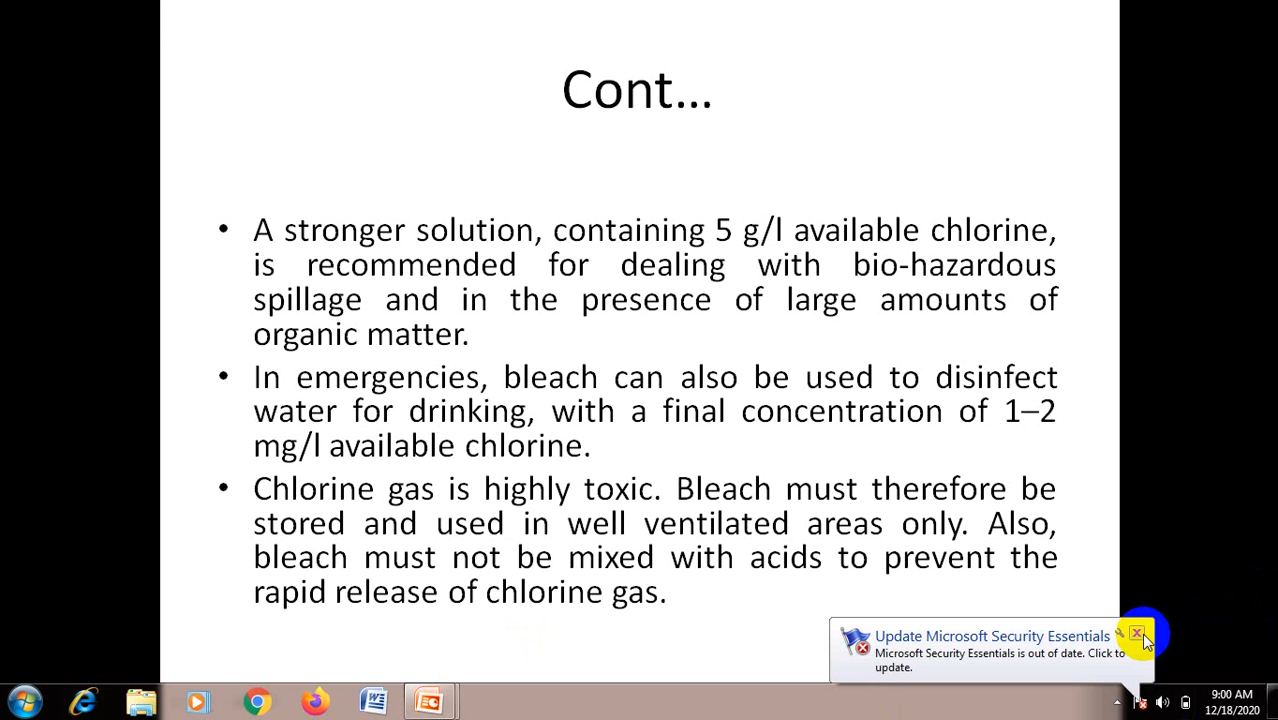 Cont...
• A stronger solution, containing 5 g/l available chlorine,
is recommended for dealing with bio-hazardous
spillage and in the presence of large amounts of
organic matter.
• In emergencies, bleach can also be used to disinfect
water for drinking, with a final concentration of 1–2
mg/l available chlorine.
• Chlorine gas is highly toxic. Bleach must therefore be
stored and used in well ventilated areas only. Also,
bleach must not be mixed with acids to prevent the
rapid release of chlorine gas.
Update Microsoft Security Essentials
Microsoft Security Essentials is out of date. Click to
update.
9:00 AM
12/18/2020